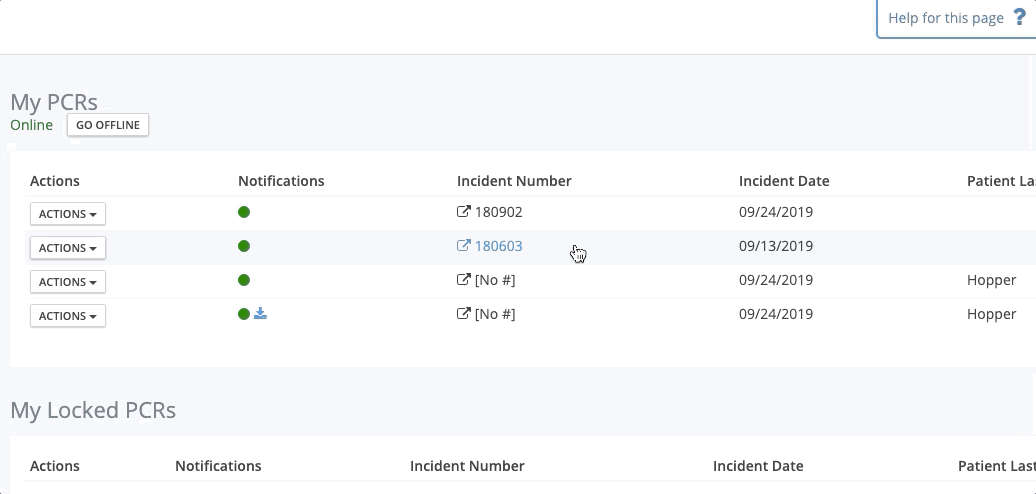 Help for this page ?
My PCRs
Online GO OFFLINE
Actions Notifications Incident Number Incident Date Patient La
ACTIONS 180902 09/24/2019
ACTIONS 180603 09/13/2019
ACTIONS [No #] 09/24/2019 Hopper
ACTIONS [No #] 09/24/2019 Hopper
My Locked PCRs
Actions Notifications Incident Number Incident Date Patient Last